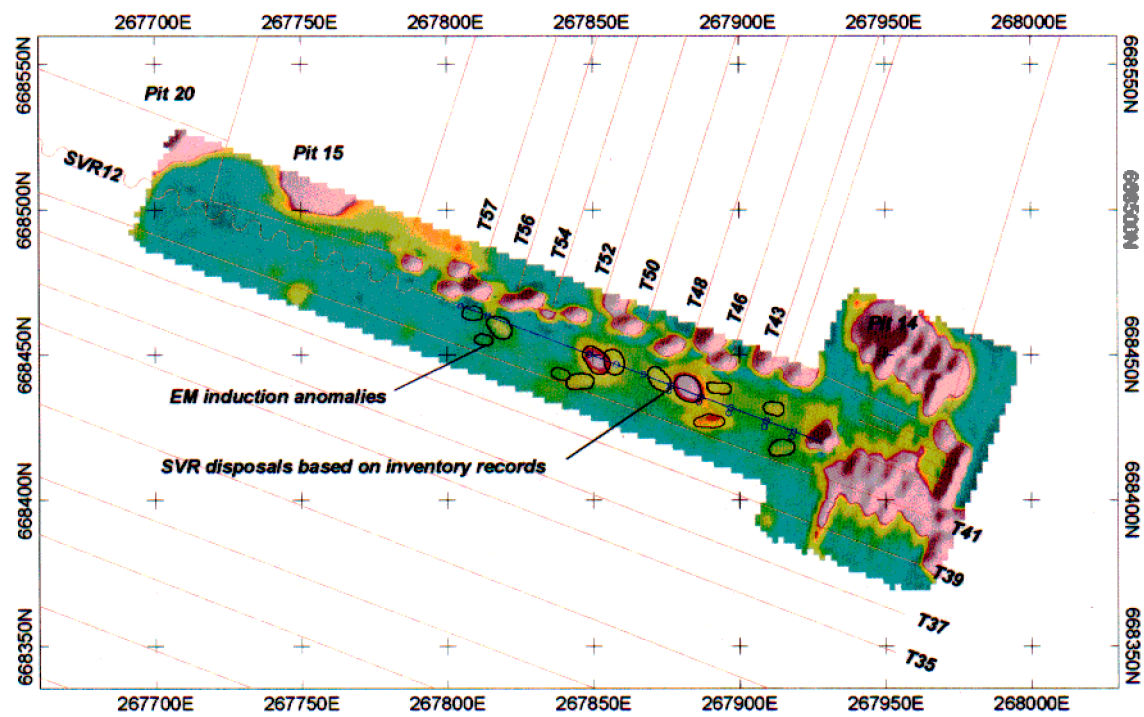 267700E 267750E 267800E 267850E 267900E 267950E 268000E
668550N 668550N
Pit 20
SVR12
Pit 15
668500N 668500N
T57
T56
T54
T52
T50
T48
T46
T43
Pit 14
668450N 668450N
EM induction anomalies
SVR disposals based on inventory records
668400N 668400N
T41
T39
T37
T35
668350N 668350N
267700E 267750E 267800E 267850E 267900E 267950E 268000E